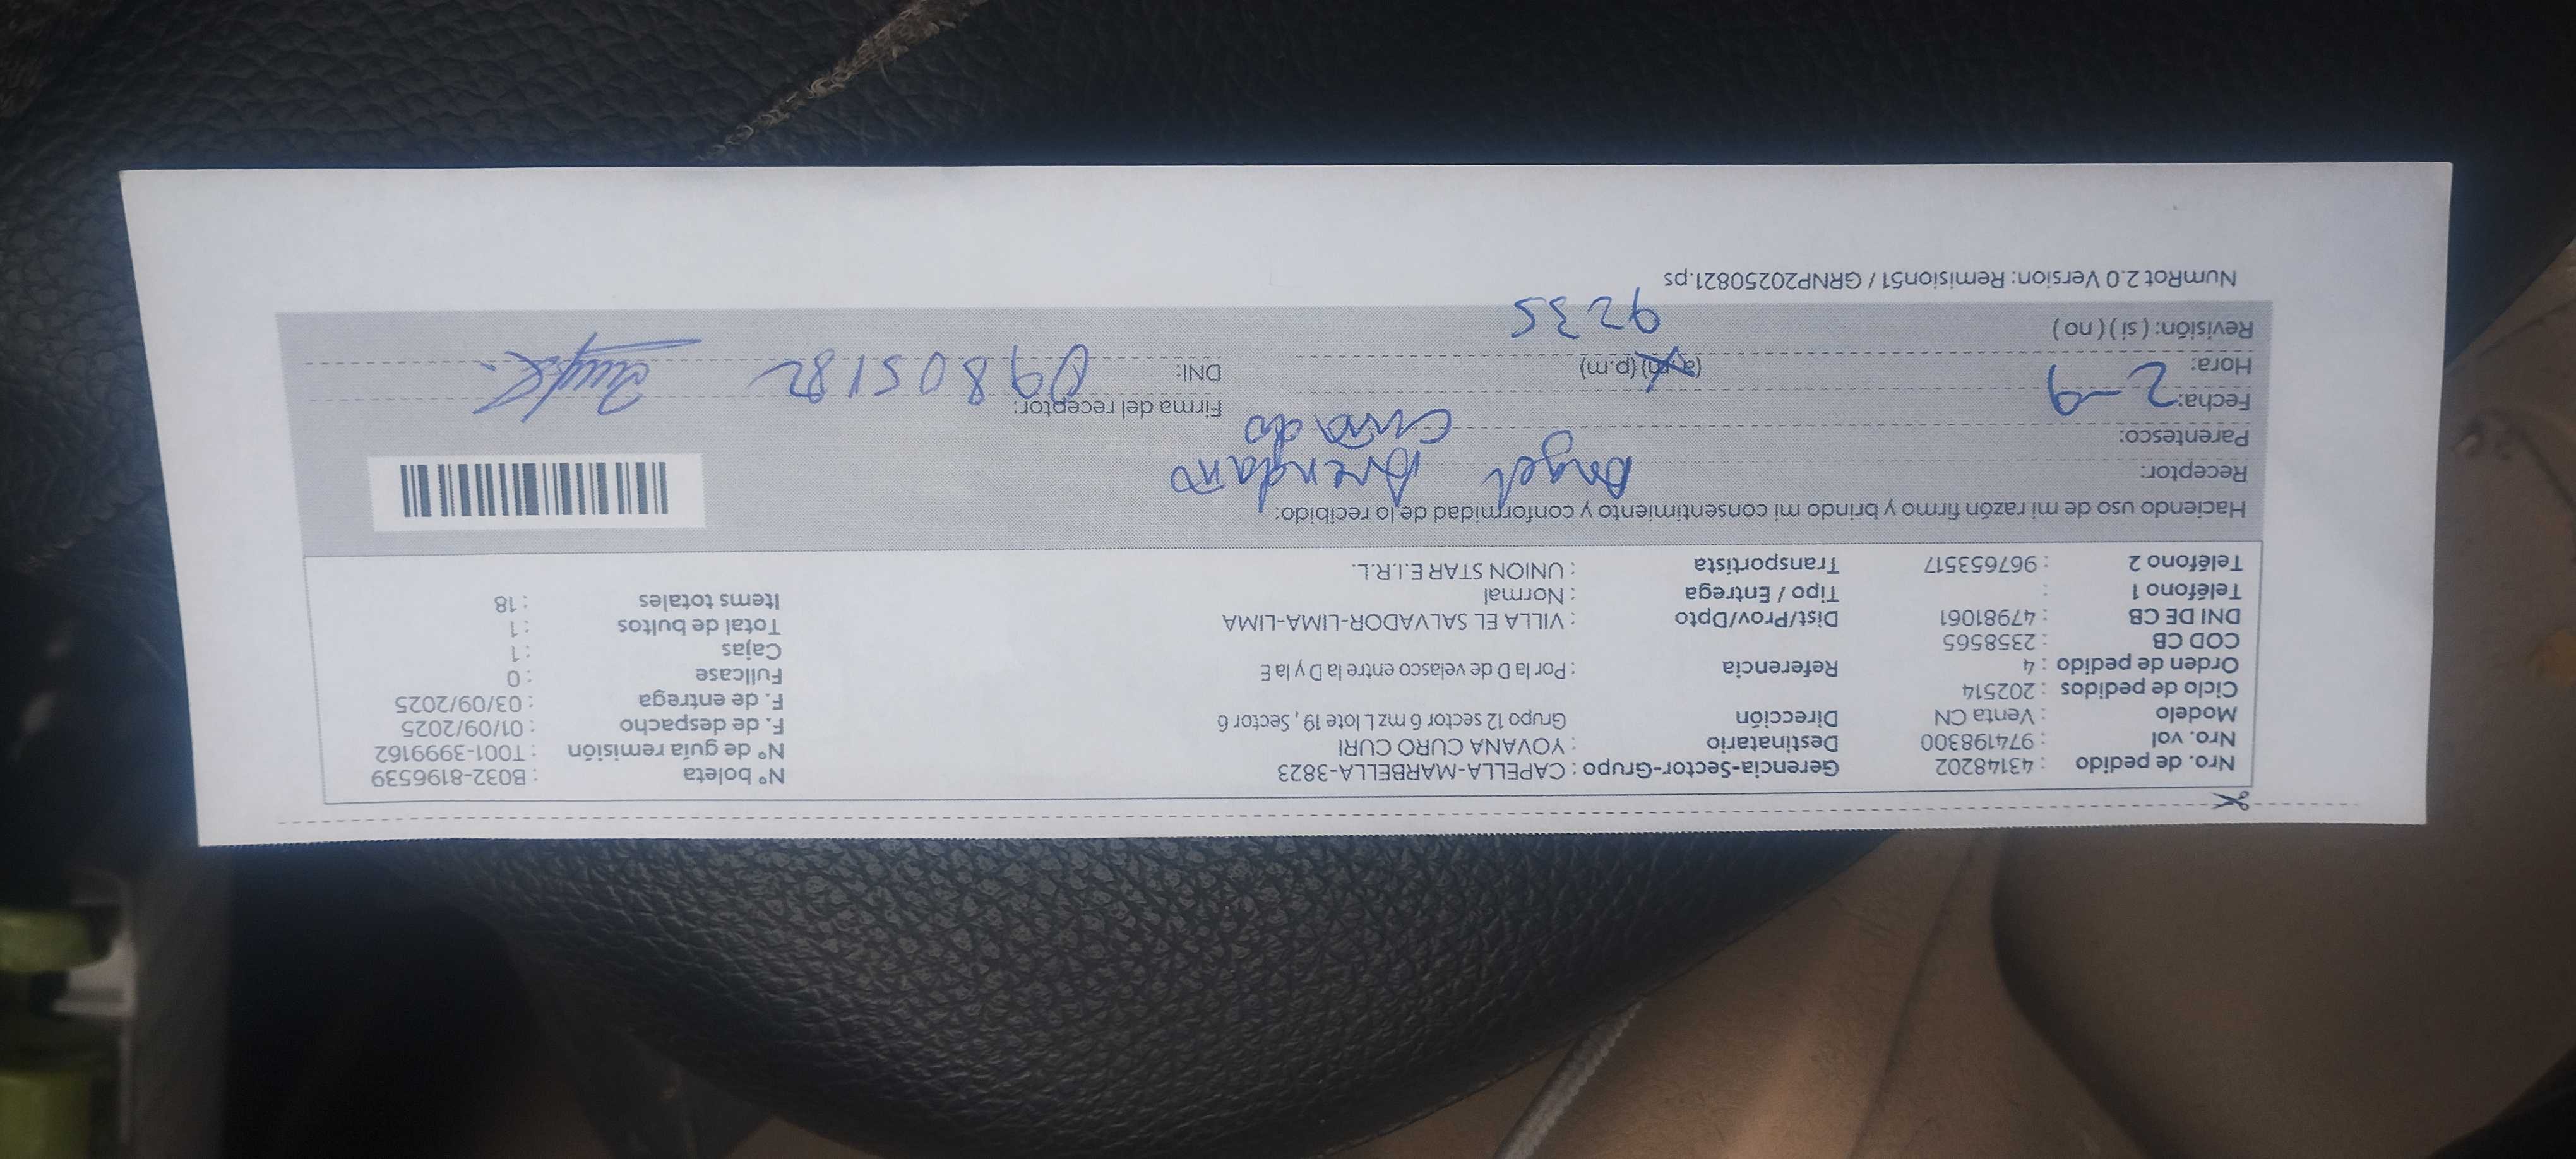 Nro. de pedido : 43148202 Gerencia-Sector-Grupo : CAPELLA-MARBELLA-3823 N° boleta : B032-8196539
Nro. vol : 974198300 Destinatario : YOVANA CURO CURI N° de guía remisión : T001-3999162
Modelo : Venta CN Dirección Grupo 12 sector 6 mz L lote 19 , Sector 6 F. de despacho : 01/09/2025
Ciclo de pedidos : 202514 F. de entrega : 03/09/2025
Orden de pedido : 4 Referencia : Por la D de velasco entre la D y la E Fullcase : 0
COD CB : 2358565 Cajas : 1
DNI DE CB : 47981061 Dist/Prov/Dpto : VILLA EL SALVADOR-LIMA-LIMA Total de bultos : 1
Teléfono 1 : Tipo / Entrega : Normal Items totales : 18
Teléfono 2 : 967653517 Transportista : UNION STAR E.I.R.L.
Haciendo uso de mi razón firmo y brindo mi consentimiento y conformidad de lo recibido:
Receptor: Angel Avendaño
Parentesco: Cuñado
Fecha: 2-9 Firma del receptor:
Hora: (a.m) (p.m) DNI: 09805182
Revisión: ( si ) ( no ) 9235
NumRot 2.0 Version: Remision51 / GRNP20250821.ps